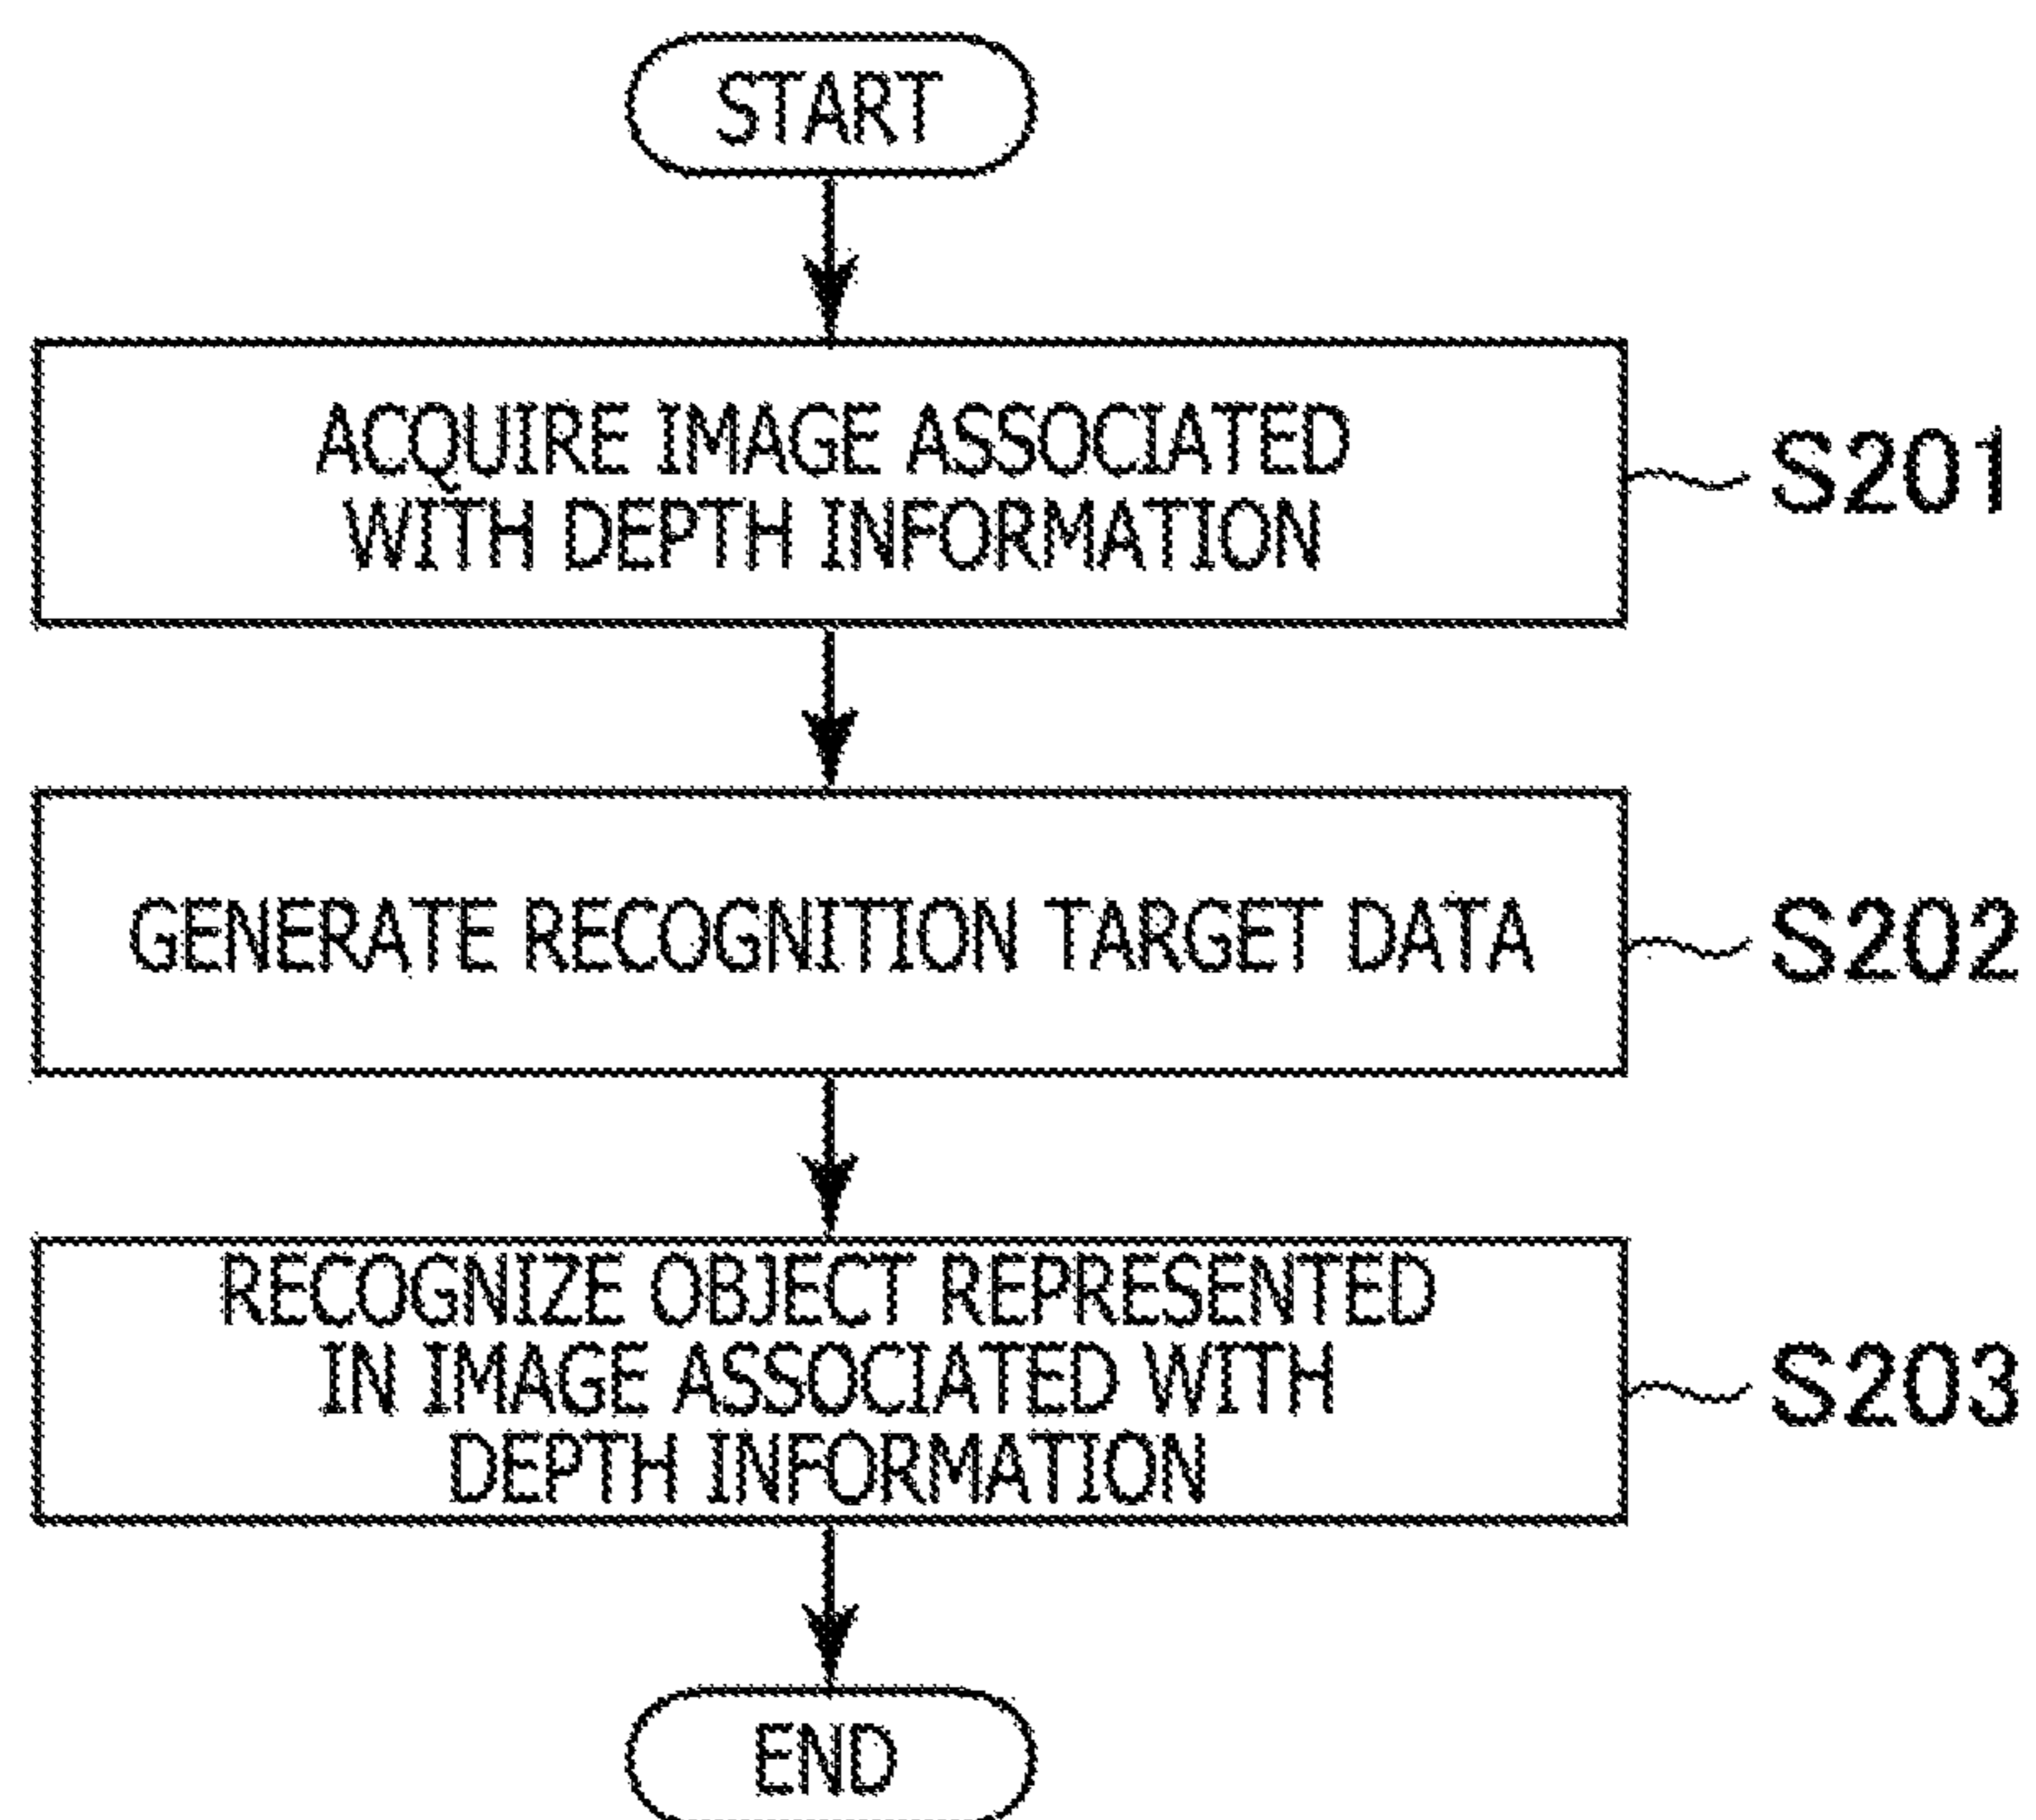 START
ACQUIRE IMAGE ASSOCIATED
WITH DEPTH INFORMATION
S201
GENERATE RECOGNITION TARGET DATA
S202
RECOGNIZE OBJECT REPRESENTED
IN IMAGE ASSOCIATED WITH
DEPTH INFORMATION
S203
END